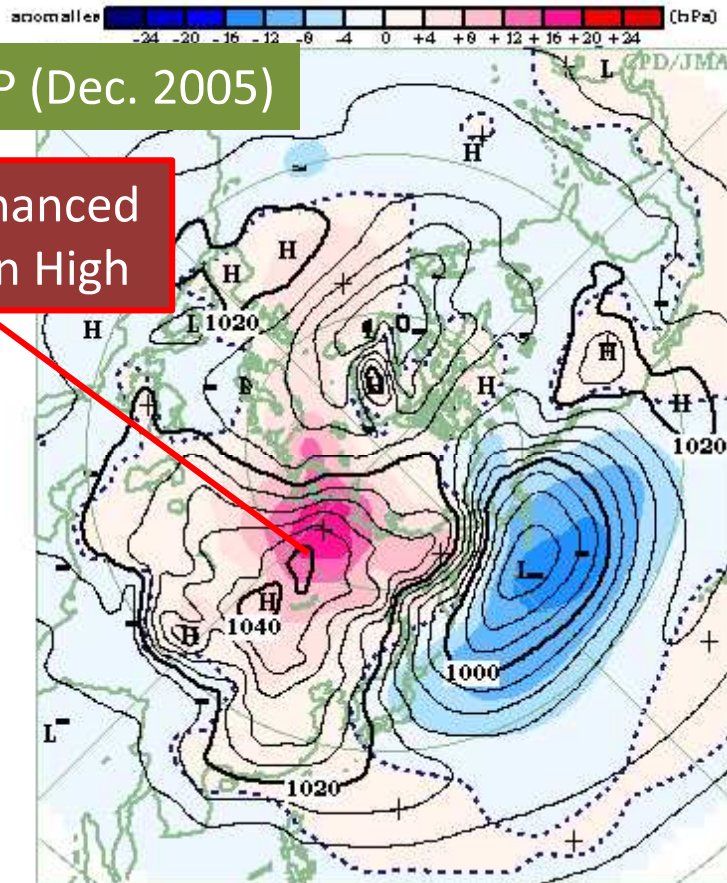 anomalies (hPa)
-24 -20 -16 -12 -8 -4 0 +4 +8 +12 +16 +20 +24
L CPD/JMA
P (Dec. 2005)
H
hanced
n High
H
H
L 1020
H
H
H
H
H
1020
L
H
1040
H
1000
L
1020